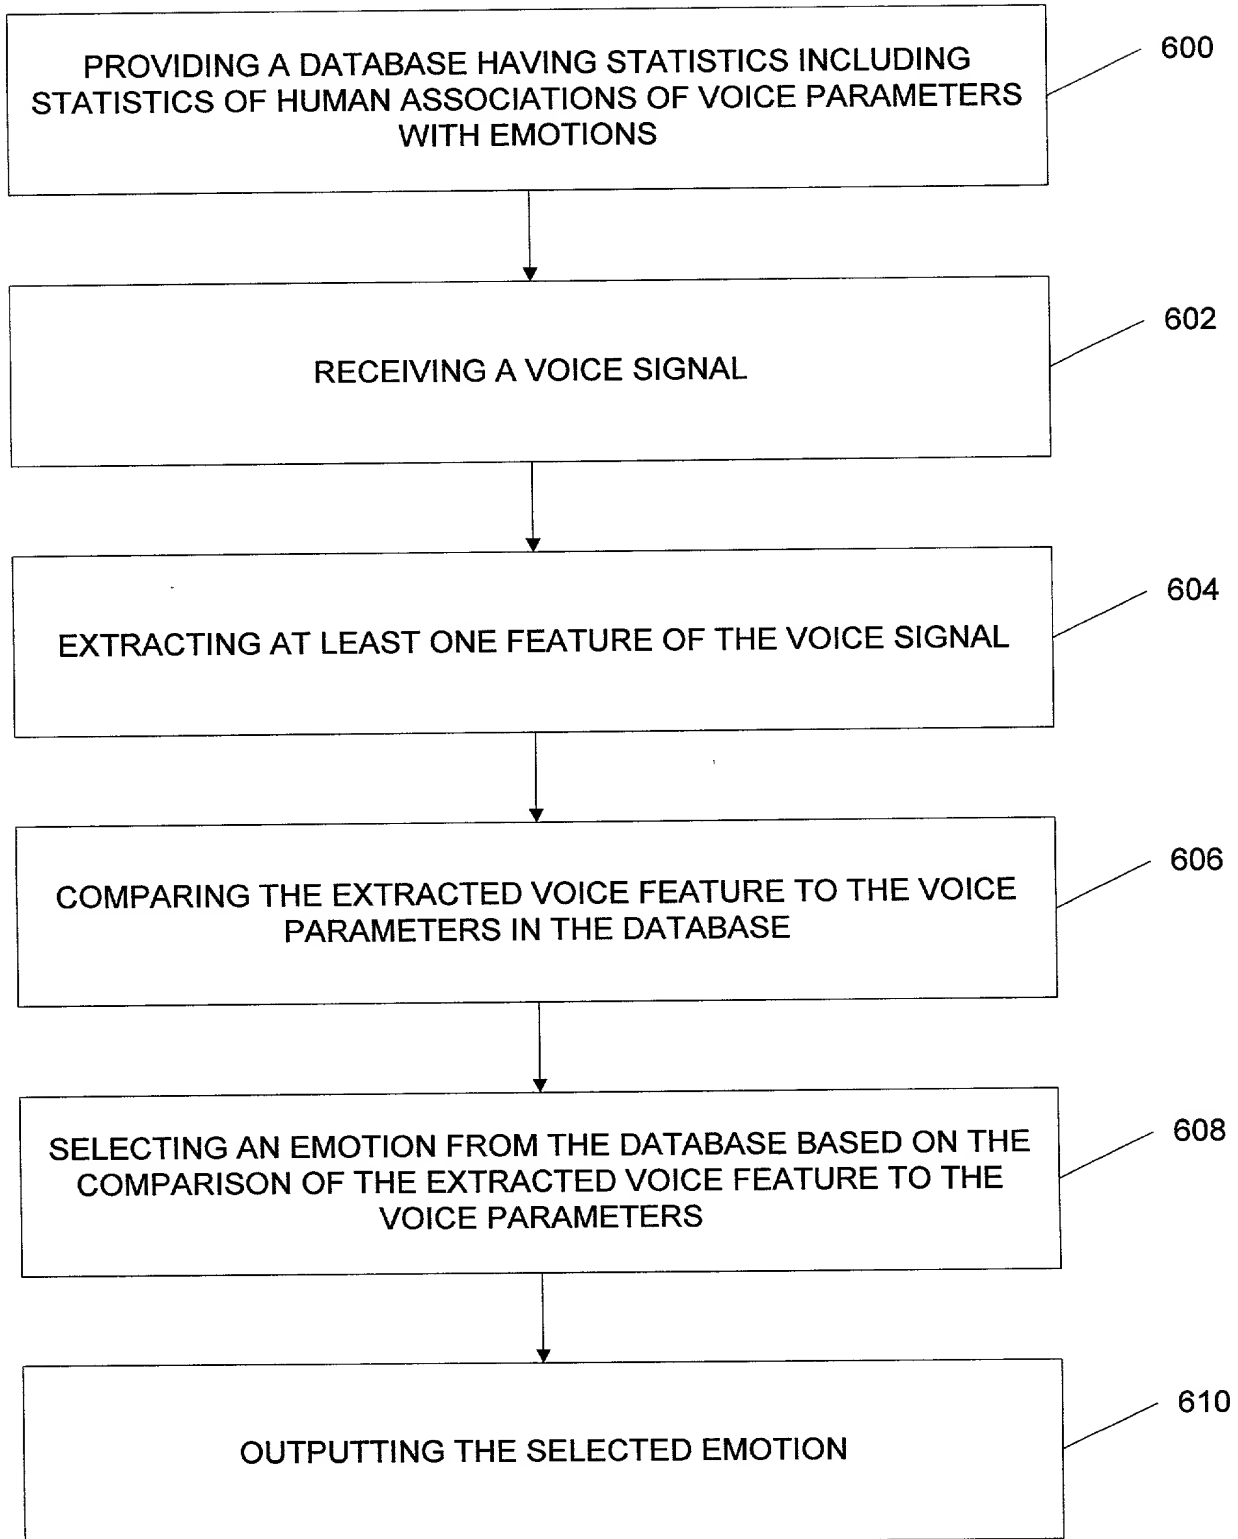 PROVIDING A DATABASE HAVING STATISTICS INCLUDING
STATISTICS OF HUMAN ASSOCIATIONS OF VOICE PARAMETERS
WITH EMOTIONS
600
RECEIVING A VOICE SIGNAL
602
EXTRACTING AT LEAST ONE FEATURE OF THE VOICE SIGNAL
604
COMPARING THE EXTRACTED VOICE FEATURE TO THE VOICE
PARAMETERS IN THE DATABASE
606
SELECTING AN EMOTION FROM THE DATABASE BASED ON THE
COMPARISON OF THE EXTRACTED VOICE FEATURE TO THE
VOICE PARAMETERS
608
OUTPUTTING THE SELECTED EMOTION
610